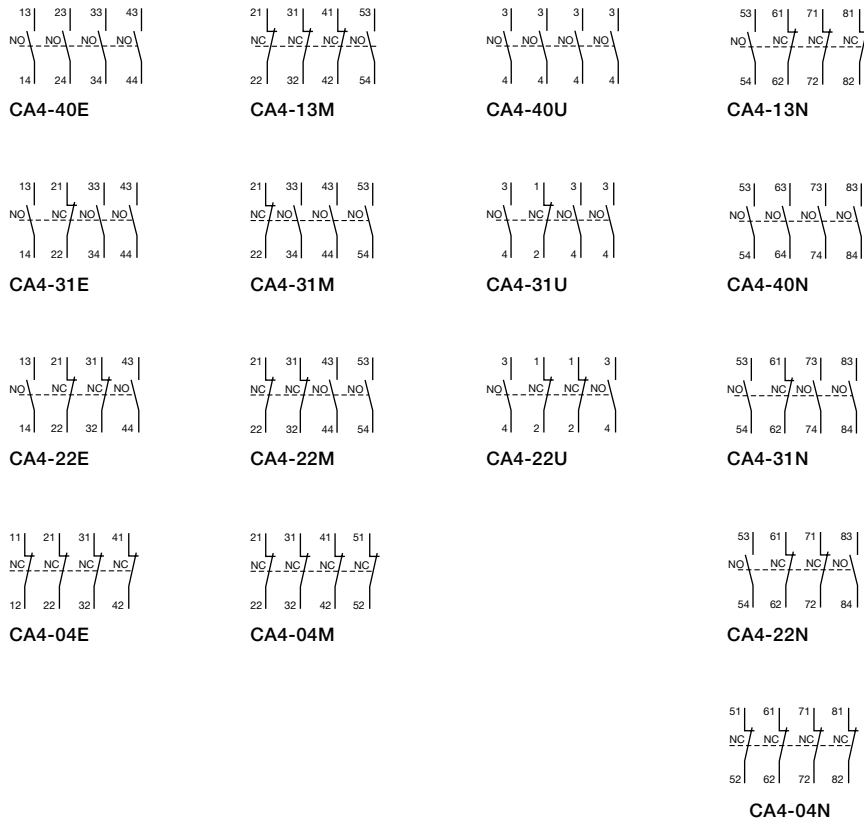 13 23 33 43
NO NO NO NO
14 24 34 44
CA4-40E
21 31 41 53
NC NC NC NO
22 32 42 54
CA4-13M
3 3 3 3
NO NO NO NO
4 4 4 4
CA4-40U
53 61 71 81
NO NC NC NC
54 62 72 82
CA4-13N
13 21 33 43
NO NC NO NO
14 22 34 44
CA4-31E
21 33 43 53
NC NO NO NO
22 34 44 54
CA4-31M
3 1 3 3
NO NC NO NO
4 2 4 4
CA4-31U
53 63 73 83
NO NO NO NO
54 64 74 84
CA4-40N
13 21 31 43
NO NC NC NO
14 22 32 44
CA4-22E
21 31 43 53
NC NC NO NO
22 32 44 54
CA4-22M
3 1 1 3
NO NC NC NO
4 2 2 4
CA4-22U
53 61 73 83
NO NC NO NO
54 62 74 84
CA4-31N
11 21 31 41
NC NC NC NC
12 22 32 42
CA4-04E
21 31 41 51
NC NC NC NC
22 32 42 52
CA4-04M
53 61 71 83
NO NC NC NO
54 62 72 84
CA4-22N
51 61 71 81
NC NC NC NC
52 62 72 82
CA4-04N